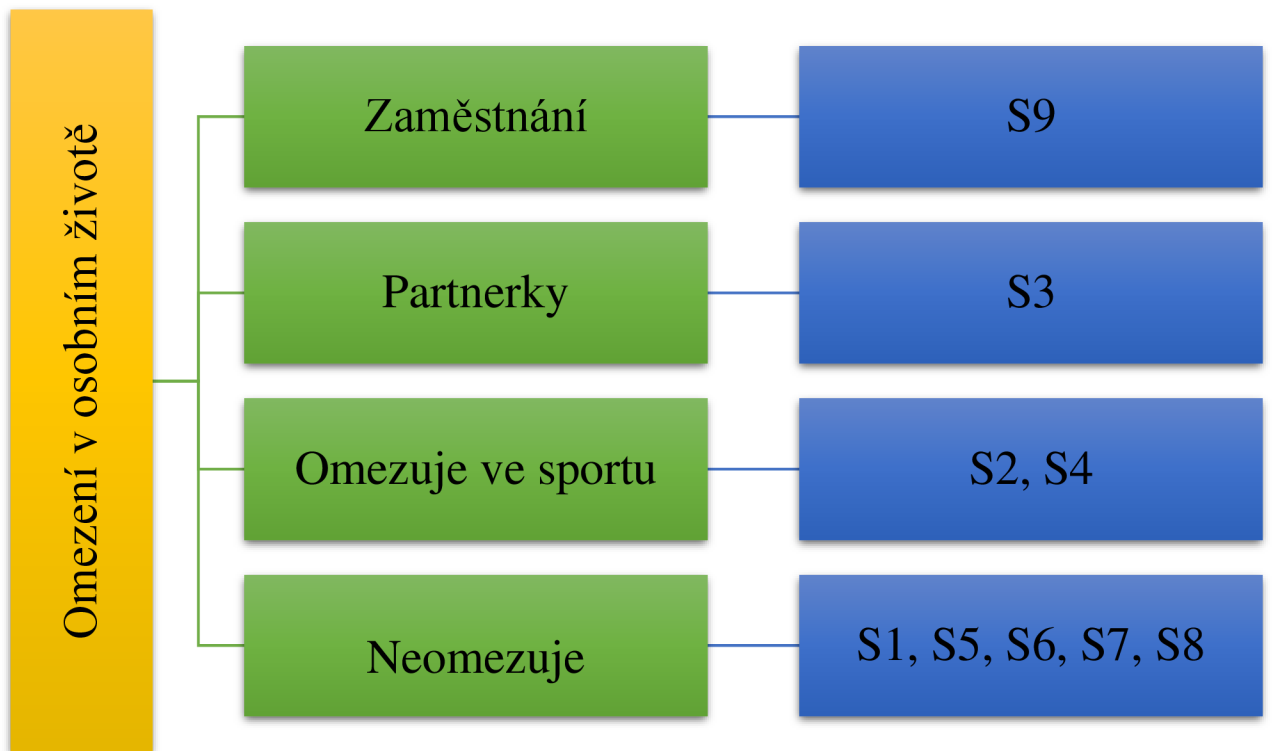 Omezení v osobním životě
Zaměstnání
S9
Partnerky
S3
Omezuje ve sportu
S2, S4
Neomezuje
S1, S5, S6, S7, S8